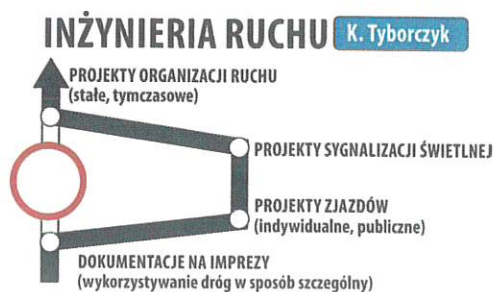 INŻYNIERIA RUCHU K. Tyborczyk
PROJEKTY ORGANIZACJI RUCHU
(stałe, tymczasowe)
PROJEKTY SYGNALIZACJI ŚWIETLNEJ
PROJEKTY ZJAZDÓW
(indywidualne, publiczne)
DOKUMENTACJE NA IMPREZY
(wykorzystywanie dróg w sposób szczególny)